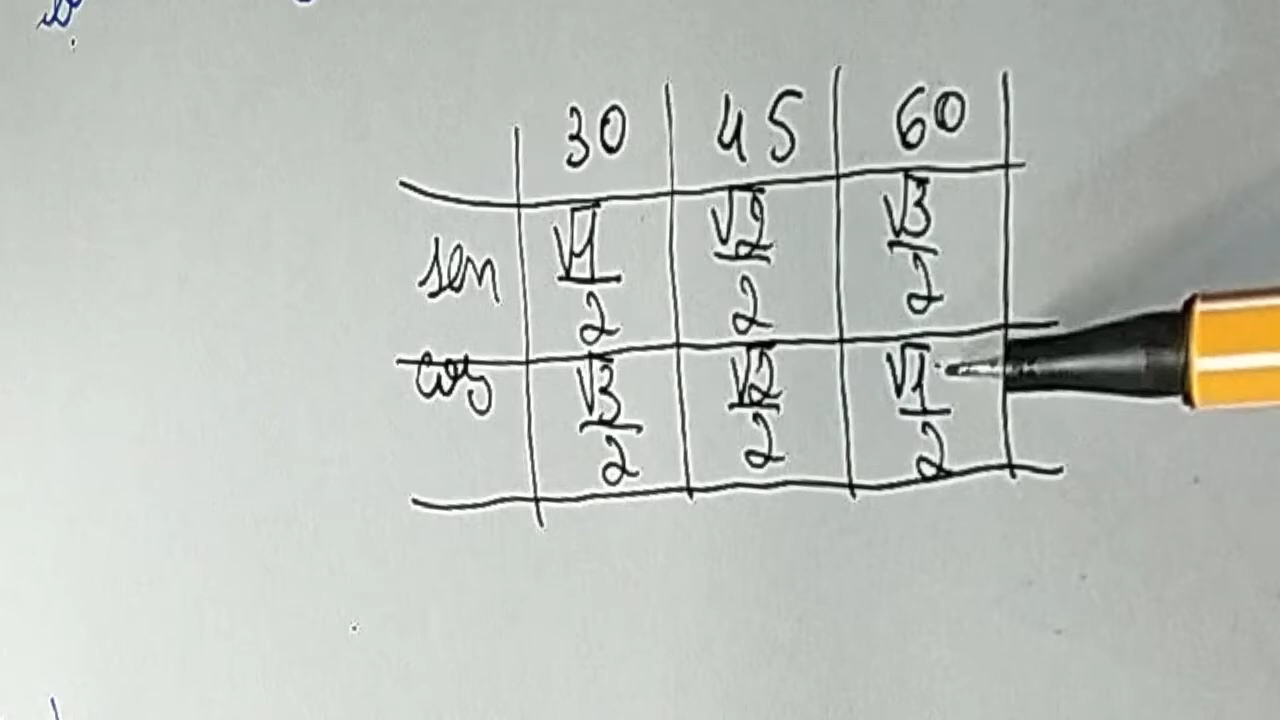 30 45 60
sen √1/2 √2/2 √3/2
cos √3/2 √2/2 √1/2